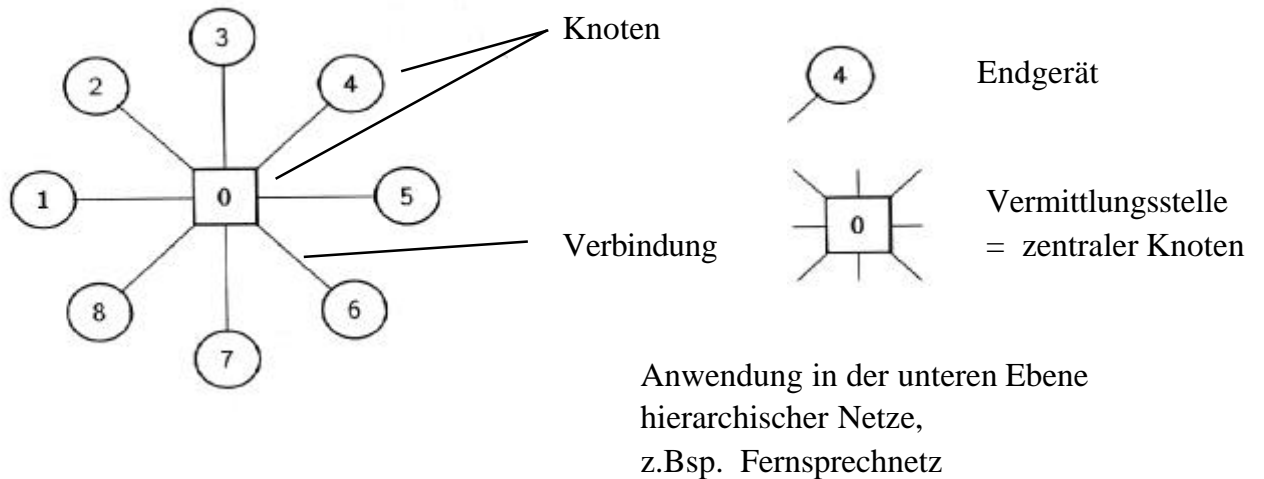 3
2
4
1
0
5
8
6
7
Knoten
Verbindung
4
Endgerät
0
Vermittlungsstelle
= zentraler Knoten
Anwendung in der unteren Ebene
hierarchischer Netze,
z.Bsp. Fernsprechnetz